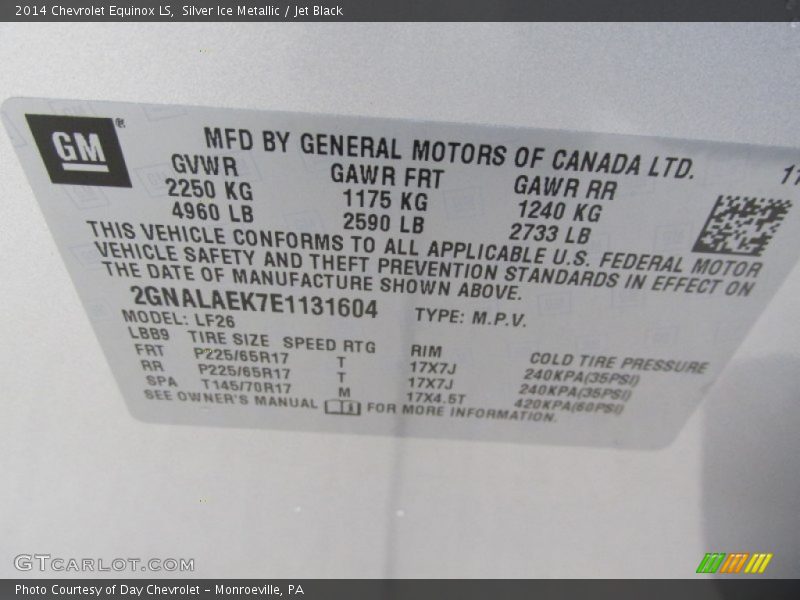 2014 Chevrolet Equinox LS, Silver Ice Metallic / Jet Black
GM ®
MFD BY GENERAL MOTORS OF CANADA LTD. 11
GVWR GAWR FRT GAWR RR
2250 KG 1175 KG 1240 KG
4960 LB 2590 LB 2733 LB
THIS VEHICLE CONFORMS TO ALL APPLICABLE U.S. FEDERAL MOTOR
VEHICLE SAFETY AND THEFT PREVENTION STANDARDS IN EFFECT ON
THE DATE OF MANUFACTURE SHOWN ABOVE.
2GNALAEK7E1131604 TYPE: M.P.V.
MODEL: LF26
LBB9 TIRE SIZE SPEED RTG RIM COLD TIRE PRESSURE
FRT P225/65R17 T 17X7J 240KPA(35PSI)
RR P225/65R17 T 17X7J 240KPA(35PSI)
SPA T145/70R17 M 17X4.5T 420KPA(60PSI)
SEE OWNER'S MANUAL FOR MORE INFORMATION.
GTCARLOT.COM
Photo Courtesy of Day Chevrolet - Monroeville, PA